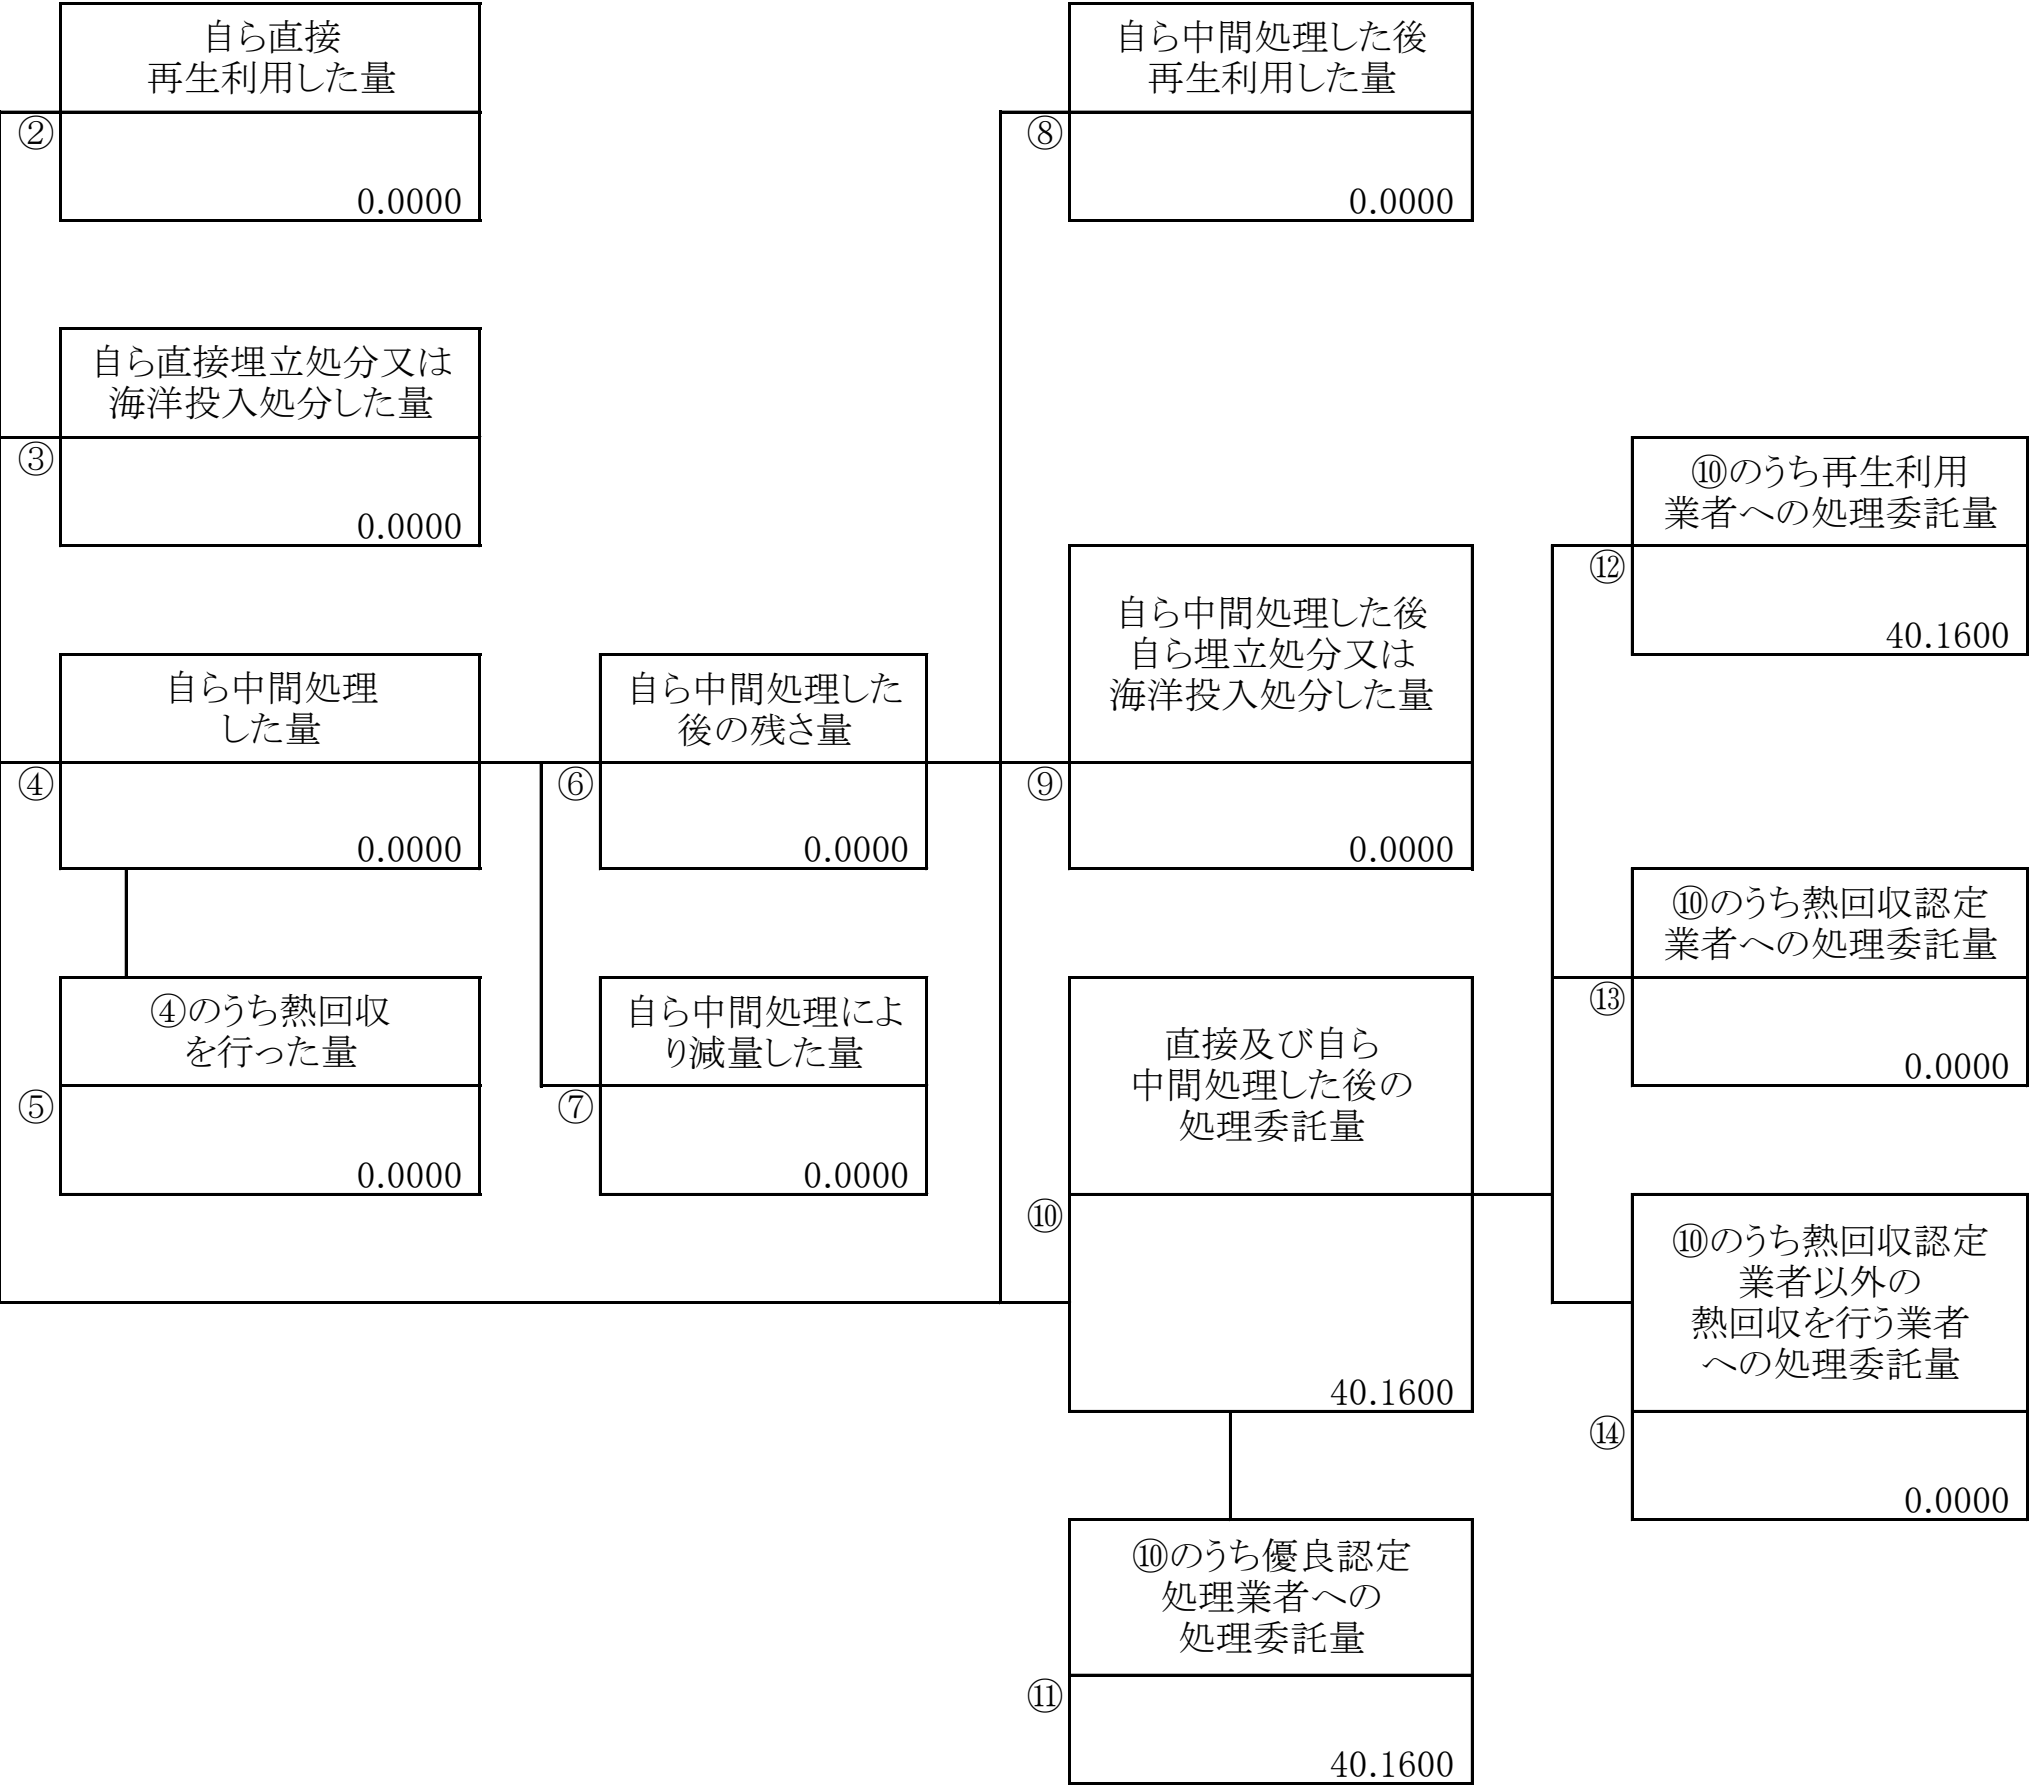 自ら直接
再生利用した量
②
0.0000
自ら直接埋立処分又は
海洋投入処分した量
③
0.0000
自ら中間処理
した量
④
0.0000
④のうち熱回収
を行った量
⑤
0.0000
自ら中間処理した
後の残さ量
⑥
0.0000
自ら中間処理によ
り減量した量
⑦
0.0000
自ら中間処理した後
再生利用した量
⑧
0.0000
自ら中間処理した後
自ら埋立処分又は
海洋投入処分した量
⑨
0.0000
直接及び自ら
中間処理した後の
処理委託量
⑩
40.1600
⑩のうち優良認定
処理業者への
処理委託量
⑪
40.1600
⑩のうち再生利用
業者への処理委託量
⑫
40.1600
⑩のうち熱回収認定
業者への処理委託量
⑬
0.0000
⑩のうち熱回収認定
業者以外の
熱回収を行う業者
への処理委託量
⑭
0.0000